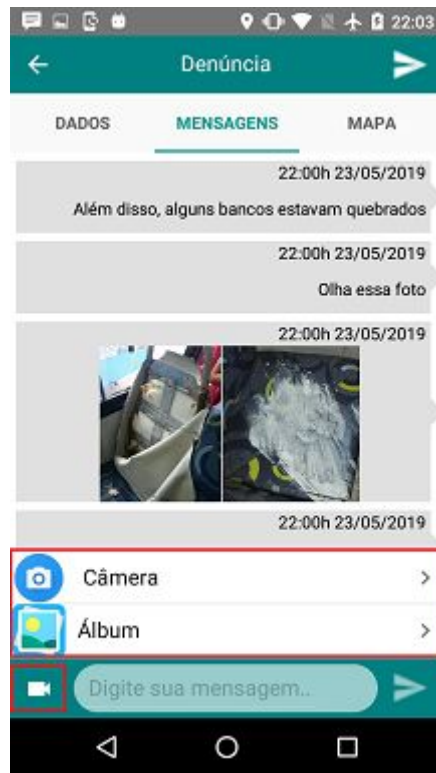 22:03
Denúncia
DADOS MENSAGENS MAPA
22:00h 23/05/2019
Além disso, alguns bancos estavam quebrados
22:00h 23/05/2019
Olha essa foto
22:00h 23/05/2019
22:00h 23/05/2019
Câmera
Álbum
Digite sua mensagem..